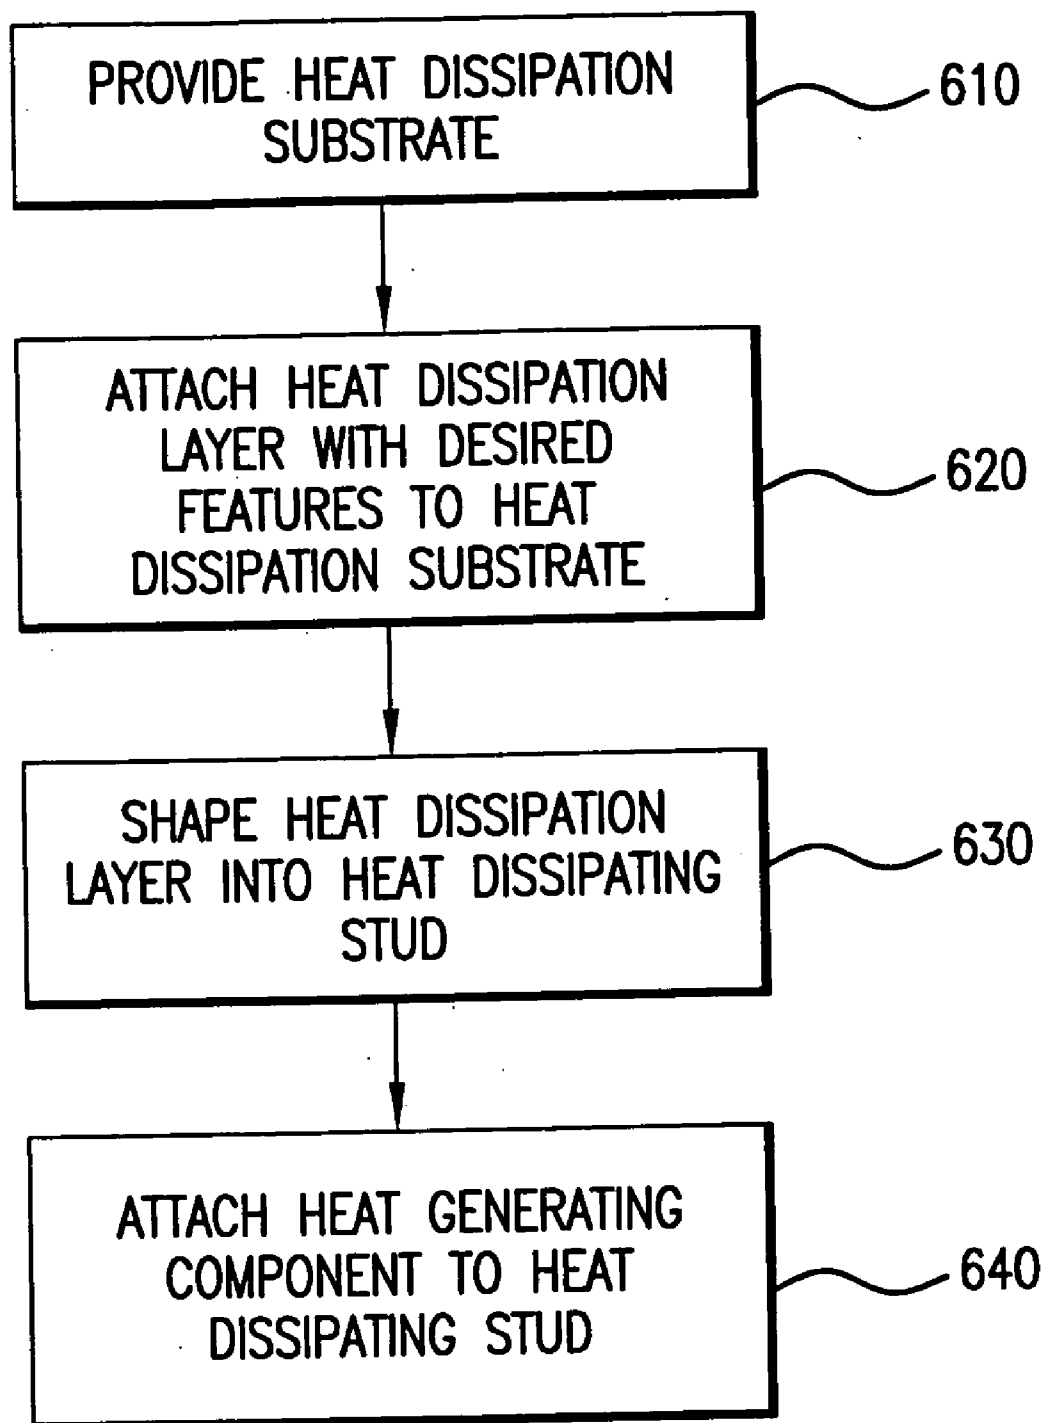 PROVIDE HEAT DISSIPATION
SUBSTRATE
610
ATTACH HEAT DISSIPATION
LAYER WITH DESIRED
FEATURES TO HEAT
DISSIPATION SUBSTRATE
620
SHAPE HEAT DISSIPATION
LAYER INTO HEAT DISSIPATING
STUD
630
ATTACH HEAT GENERATING
COMPONENT TO HEAT
DISSIPATING STUD
640